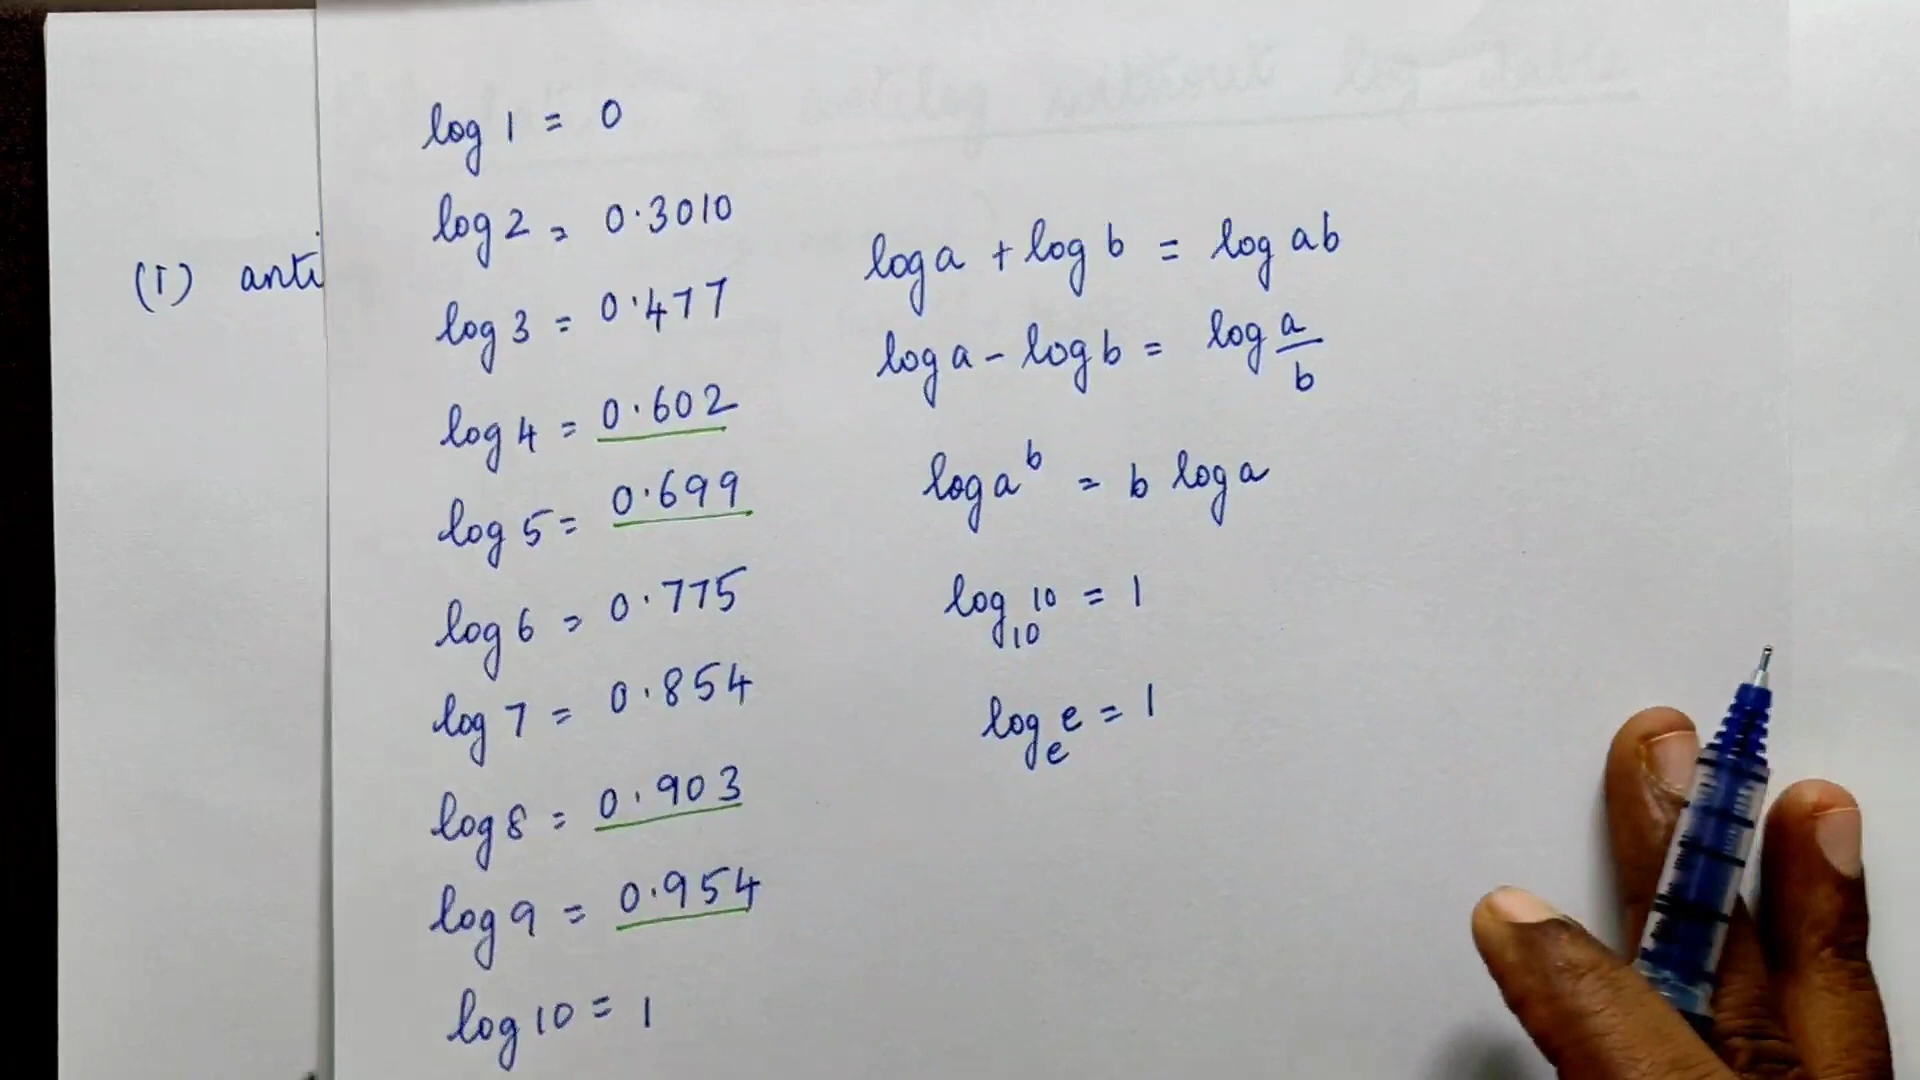 (I) anti
log 1 = 0
log 2 = 0.3010
log 3 = 0.477
log 4 = 0.602
log 5 = 0.699
log 6 = 0.775
log 7 = 0.854
log 8 = 0.903
log 9 = 0.954
log 10 = 1
log a + log b = log ab
log a - log b = log a/b
log a^b = b log a
log₁₀ 10 = 1
logₑ e = 1